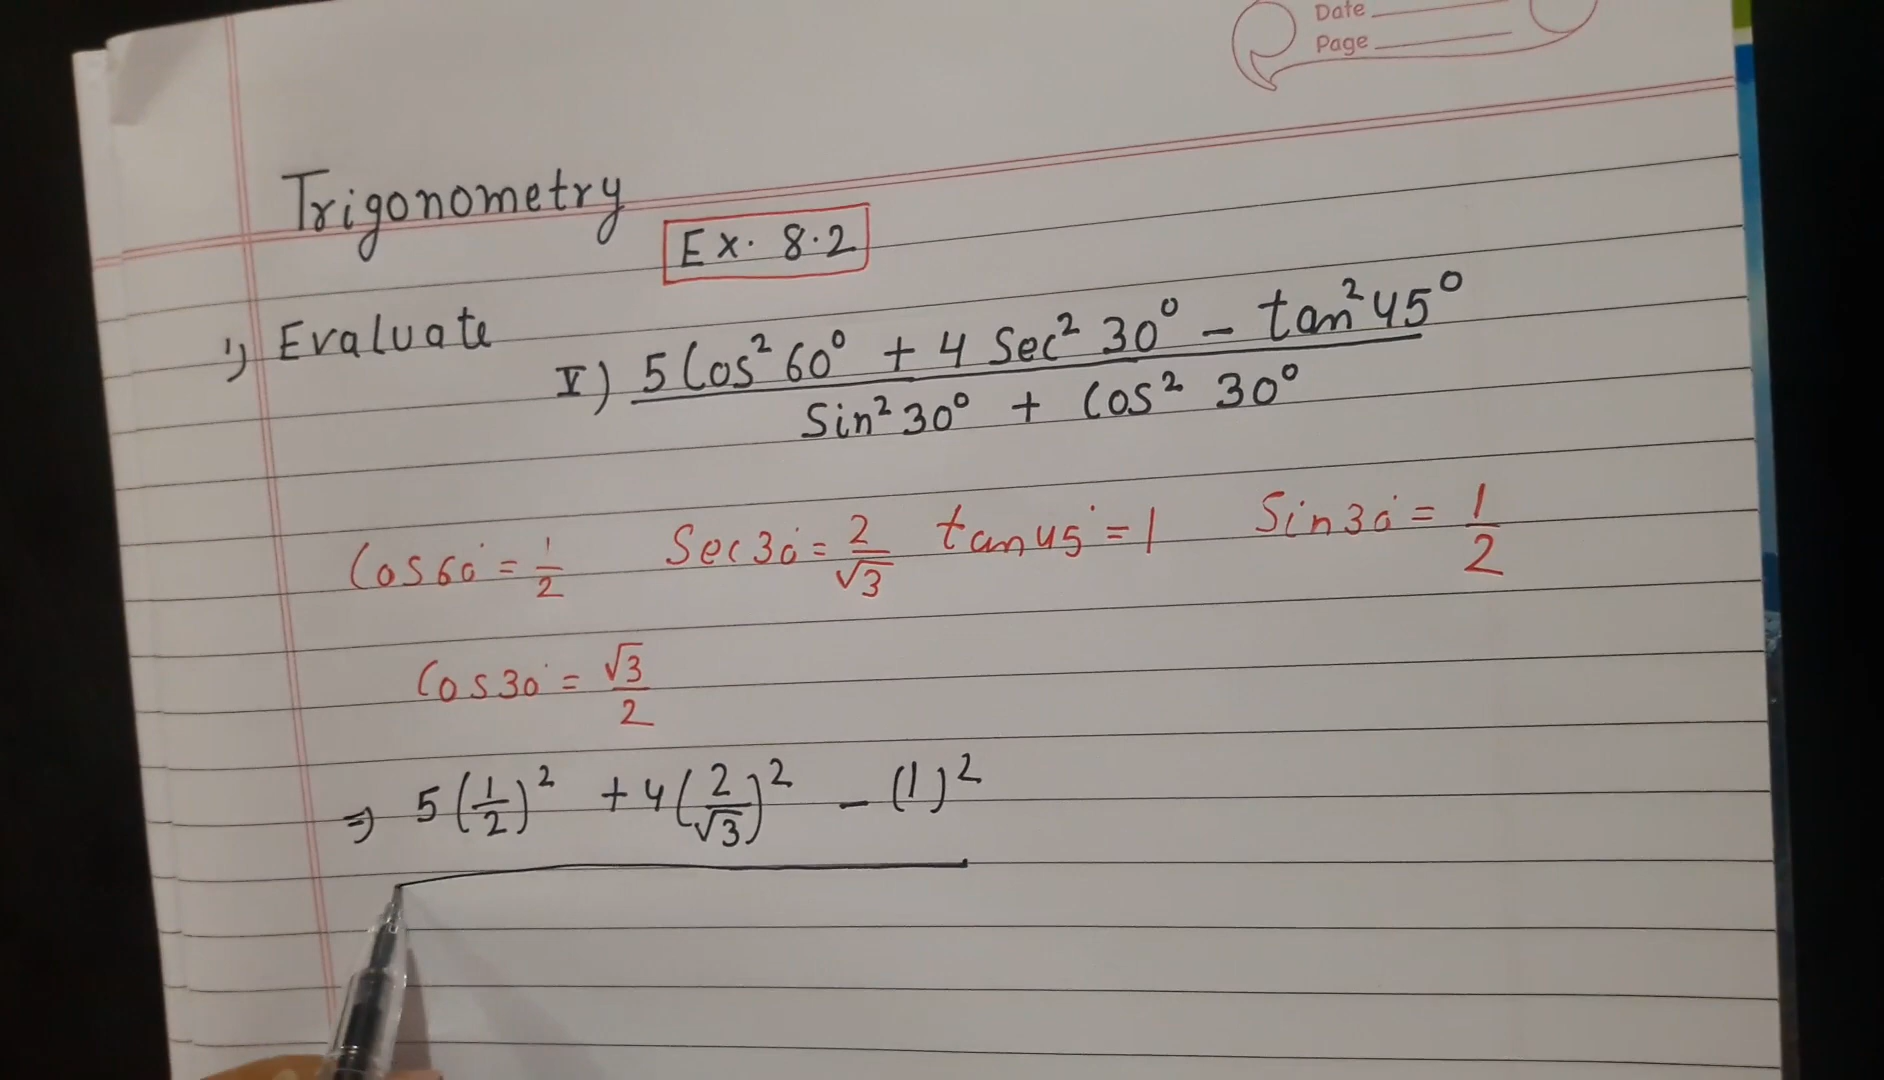 Date
Page
Trigonometry
Ex. 8.2
1) Evaluate
V) 5 Cos² 60° + 4 Sec² 30° - tan² 45°
Sin² 30° + Cos² 30°
Cos 60° = 1/2 Sec 30° = 2/√3 tan 45° = 1 Sin 30° = 1/2
Cos 30° = √3/2
⇒ 5(1/2)² + 4(2/√3)² - (1)²